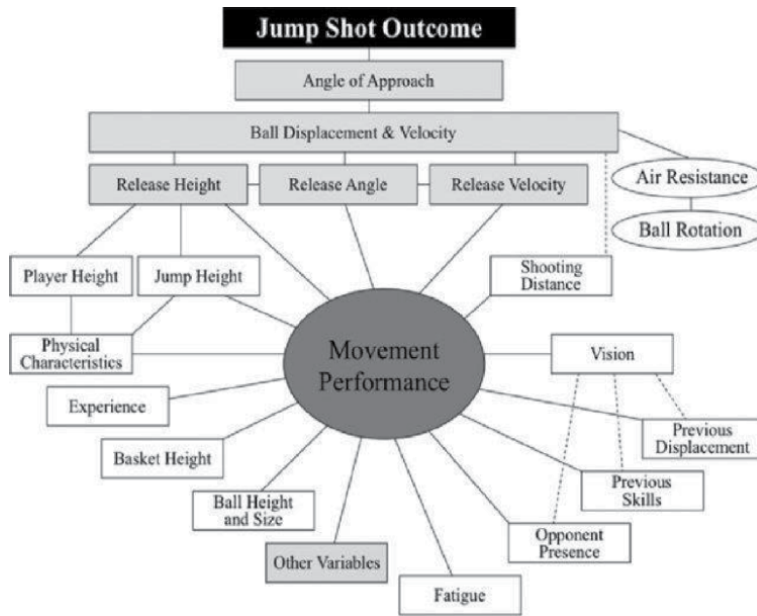 Jump Shot Outcome
Angle of Approach
Ball Displacement & Velocity
Release Height
Release Angle
Release Velocity
Air Resistance
Ball Rotation
Player Height
Jump Height
Shooting
Distance
Physical
Characteristics
Movement
Performance
Vision
Experience
Previous
Displacement
Basket Height
Previous
Skills
Ball Height
and Size
Opponent
Presence
Other Variables
Fatigue